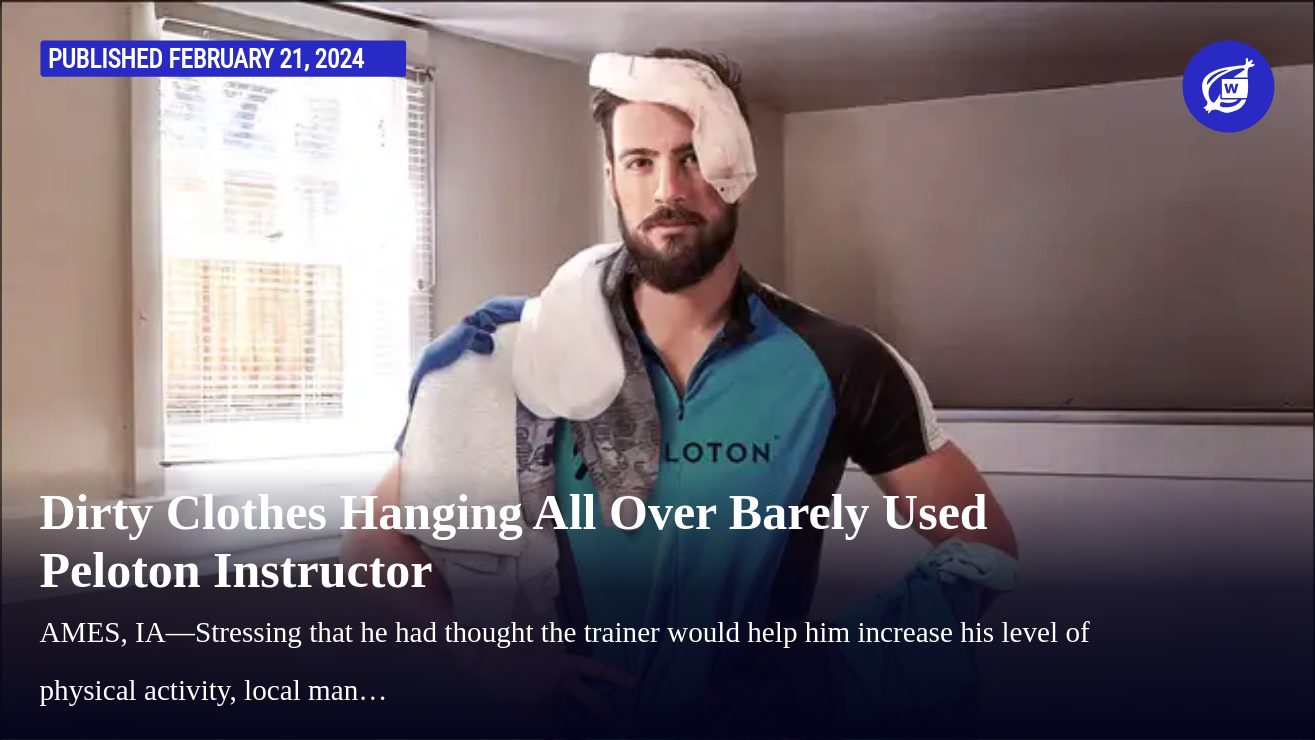 PUBLISHED FEBRUARY 21, 2024
W
LOTON
Dirty Clothes Hanging All Over Barely Used
Peloton Instructor
AMES, IA—Stressing that he had thought the trainer would help him increase his level of
physical activity, local man…